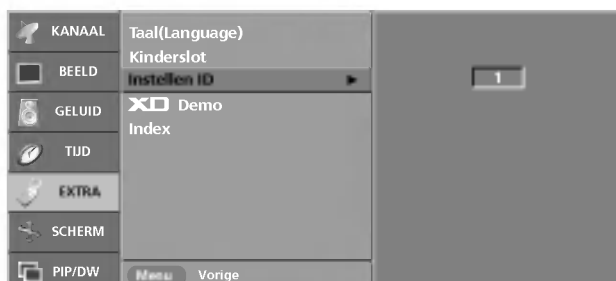 KANAAL
BEELD
GELUID
TIJD
EXTRA
SCHERM
PIP/DW
Taal(Language)
Kinderslot
Instellen ID
XD Demo
Index
Menu Vorige
1